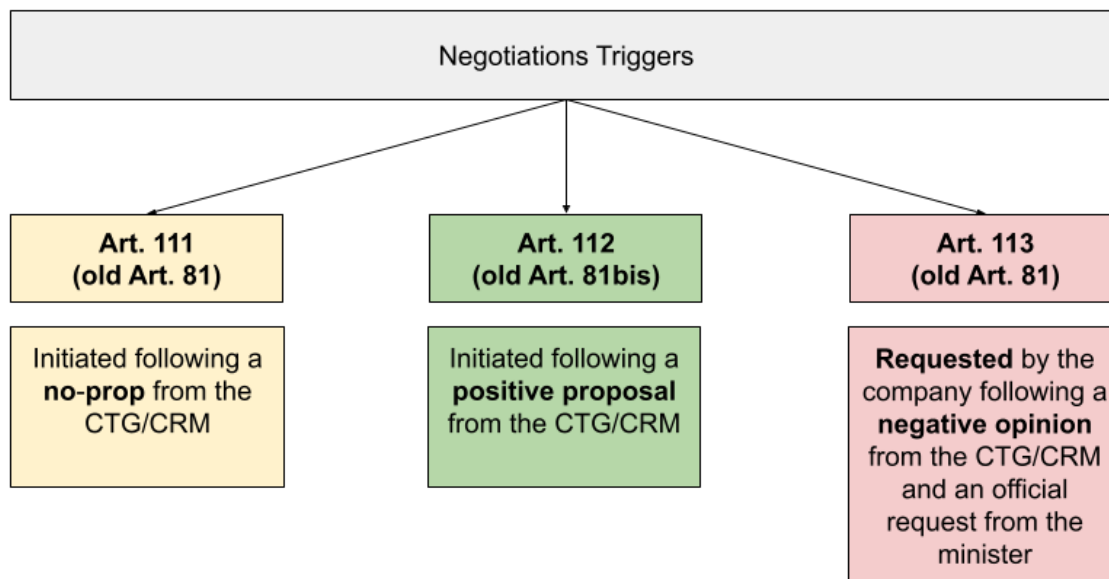 Negotiations Triggers
Art. 111
(old Art. 81)
Art. 112
(old Art. 81bis)
Art. 113
(old Art. 81)
Initiated following a
no-prop from the
CTG/CRM
Initiated following a
positive proposal
from the CTG/CRM
Requested by the
company following a
negative opinion
from the CTG/CRM
and an official
request from the
minister